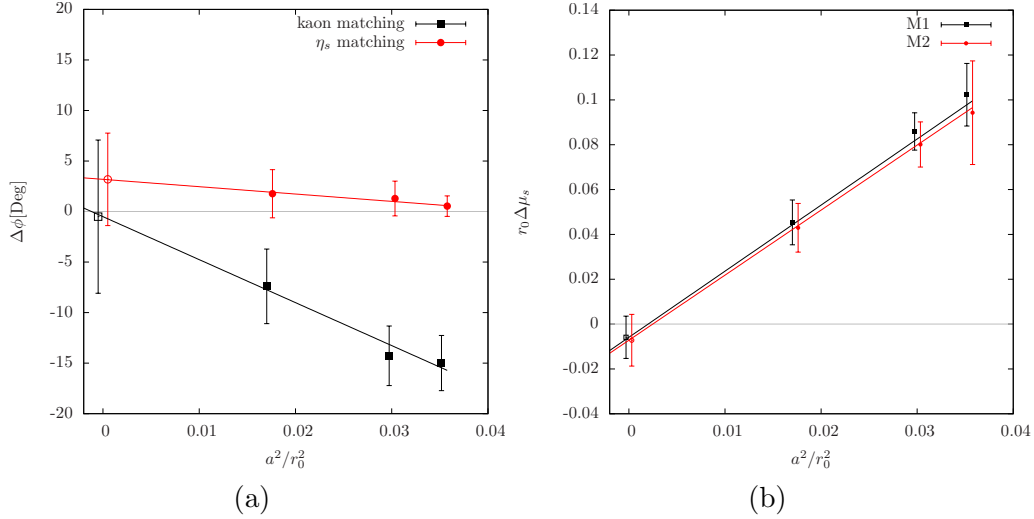 20
15
10
5
0
-5
-10
-15
-20
0
0.01
0.02
0.03
0.04
Δϕ[Deg]
a²/r₀²
kaon matching
ηₛ matching
(a)
0.14
0.12
0.1
0.08
0.06
0.04
0.02
0
-0.02
-0.04
0
0.01
0.02
0.03
0.04
r₀Δμₛ
a²/r₀²
M1
M2
(b)